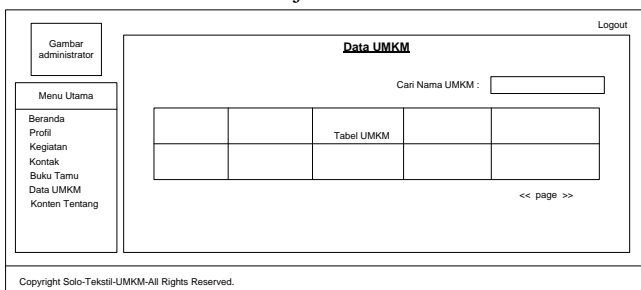 Logout
Gambar
administrator
Data UMKM
Cari Nama UMKM :
Menu Utama
Beranda
Profil
Kegiatan
Kontak
Buku Tamu
Data UMKM
Konten Tentang
Tabel UMKM
<< page >>
Copyright Solo-Tekstil-UMKM-All Rights Reserved.